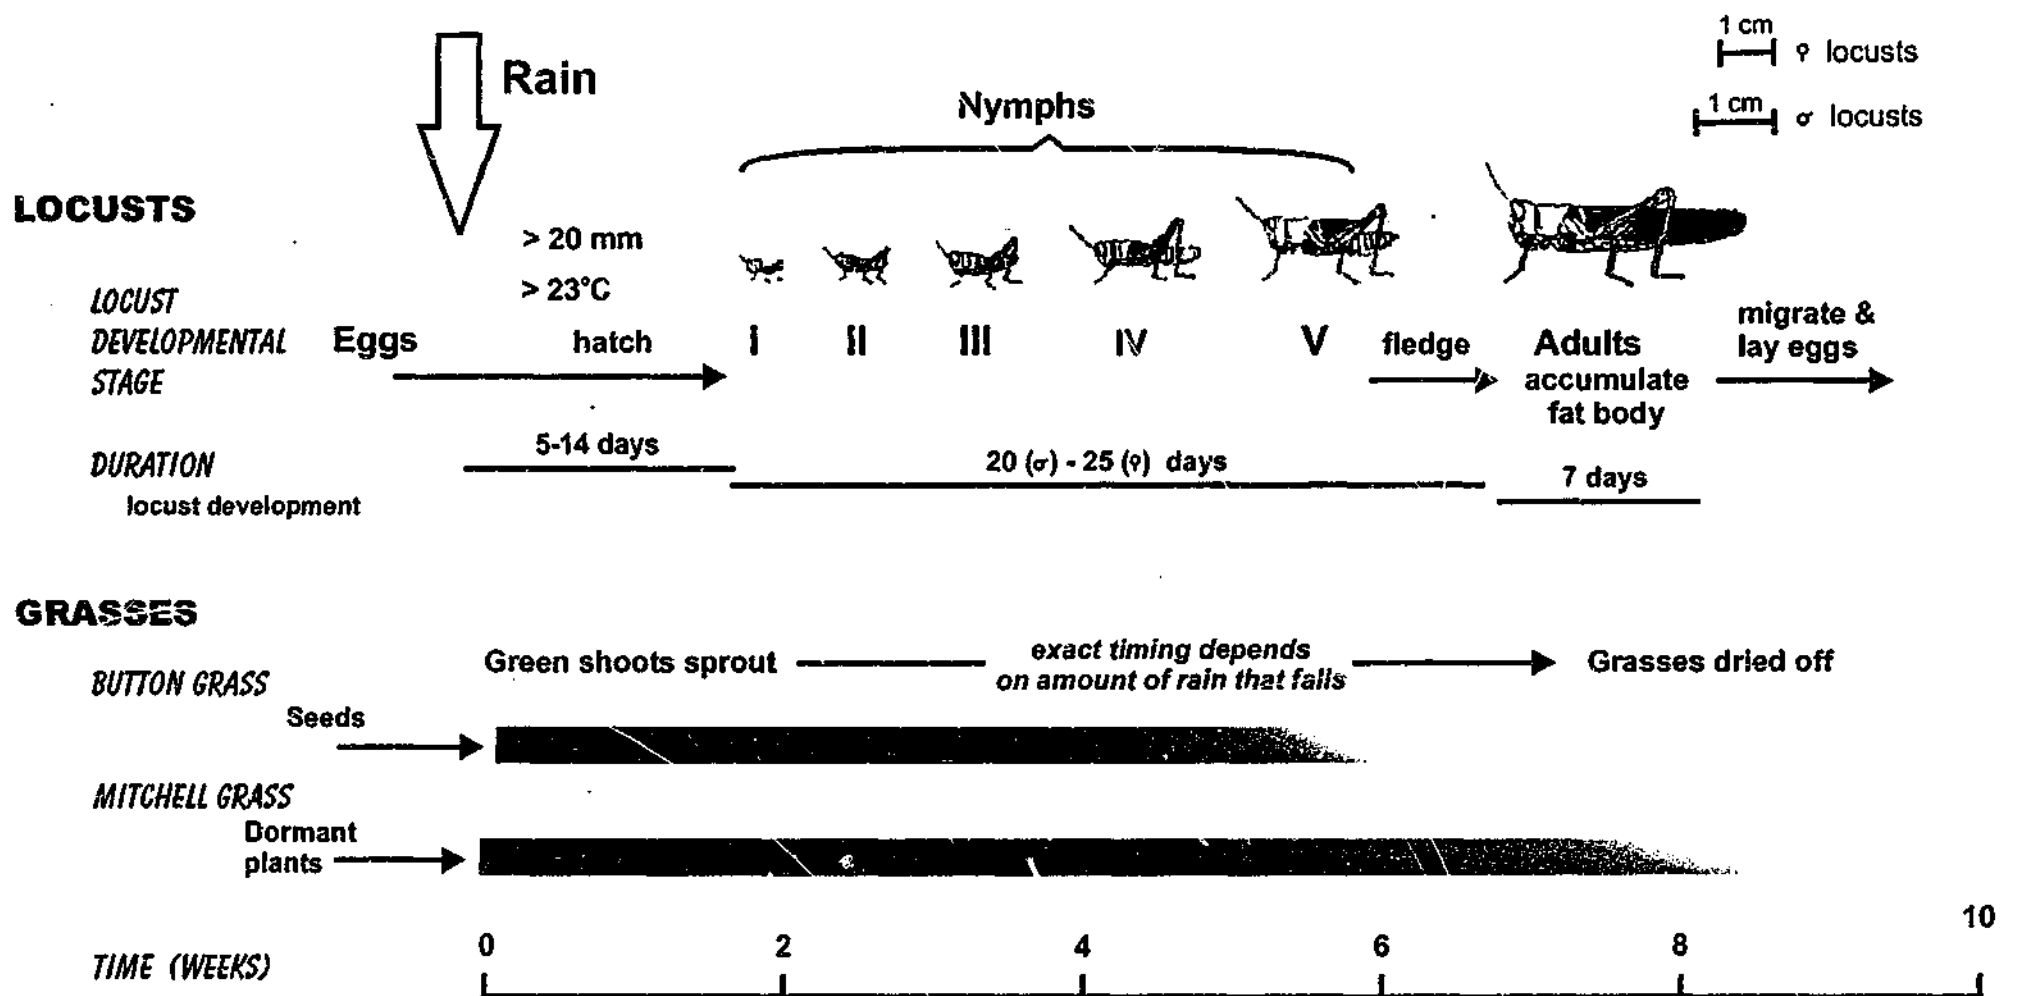 1 cm
♀ locusts
1 cm
♂ locusts
Rain
Nymphs
LOCUSTS
> 20 mm
> 23°C
LOCUST
DEVELOPMENTAL
STAGE
Eggs
hatch
I II III IV V
fledge
Adults
accumulate
fat body
migrate &
lay eggs
DURATION
locust development
5-14 days
20 (♂) - 25 (♀) days
7 days
GRASSES
BUTTON GRASS
Green shoots sprout
exact timing depends
on amount of rain that falls
Grasses dried off
Seeds
MITCHELL GRASS
Dormant
plants
TIME (WEEKS)
0 2 4 6 8 10